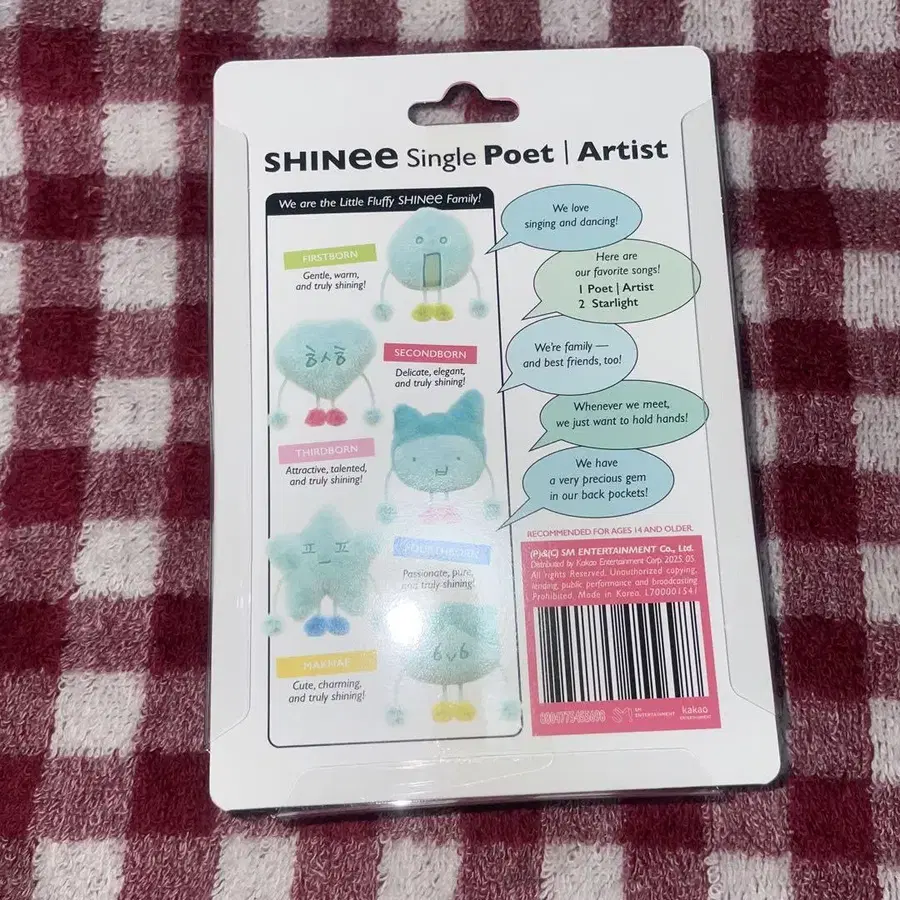 SHINee Single Poet | Artist
We are the Little Fluffy SHINee Family!
FIRSTBORN
Gentle, warm,
and truly shining!
SECONDBORN
Delicate, elegant,
and truly shining!
THIRDBORN
Attractive, talented,
and truly shining!
FOURTHBORN
Passionate, pure,
and truly shining!
MAKNAE
Cute, charming,
and truly shining!
We love
singing and dancing!
Here are
our favorite songs!
1 Poet | Artist
2 Starlight
We're family —
and best friends, too!
Whenever we meet,
we just want to hold hands!
We have
a very precious gem
in our back pockets!
RECOMMENDED FOR AGES 14 AND OLDER.
(P)&(C) SM ENTERTAINMENT Co., Ltd.
Distributed by Kakao Entertainment Corp. 2025. 05.
All rights Reserved. Unauthorized copying,
lending, public performance and broadcasting
Prohibited. Made in Korea. L700001541
SM ENTERTAINMENT
kakao ENTERTAINMENT